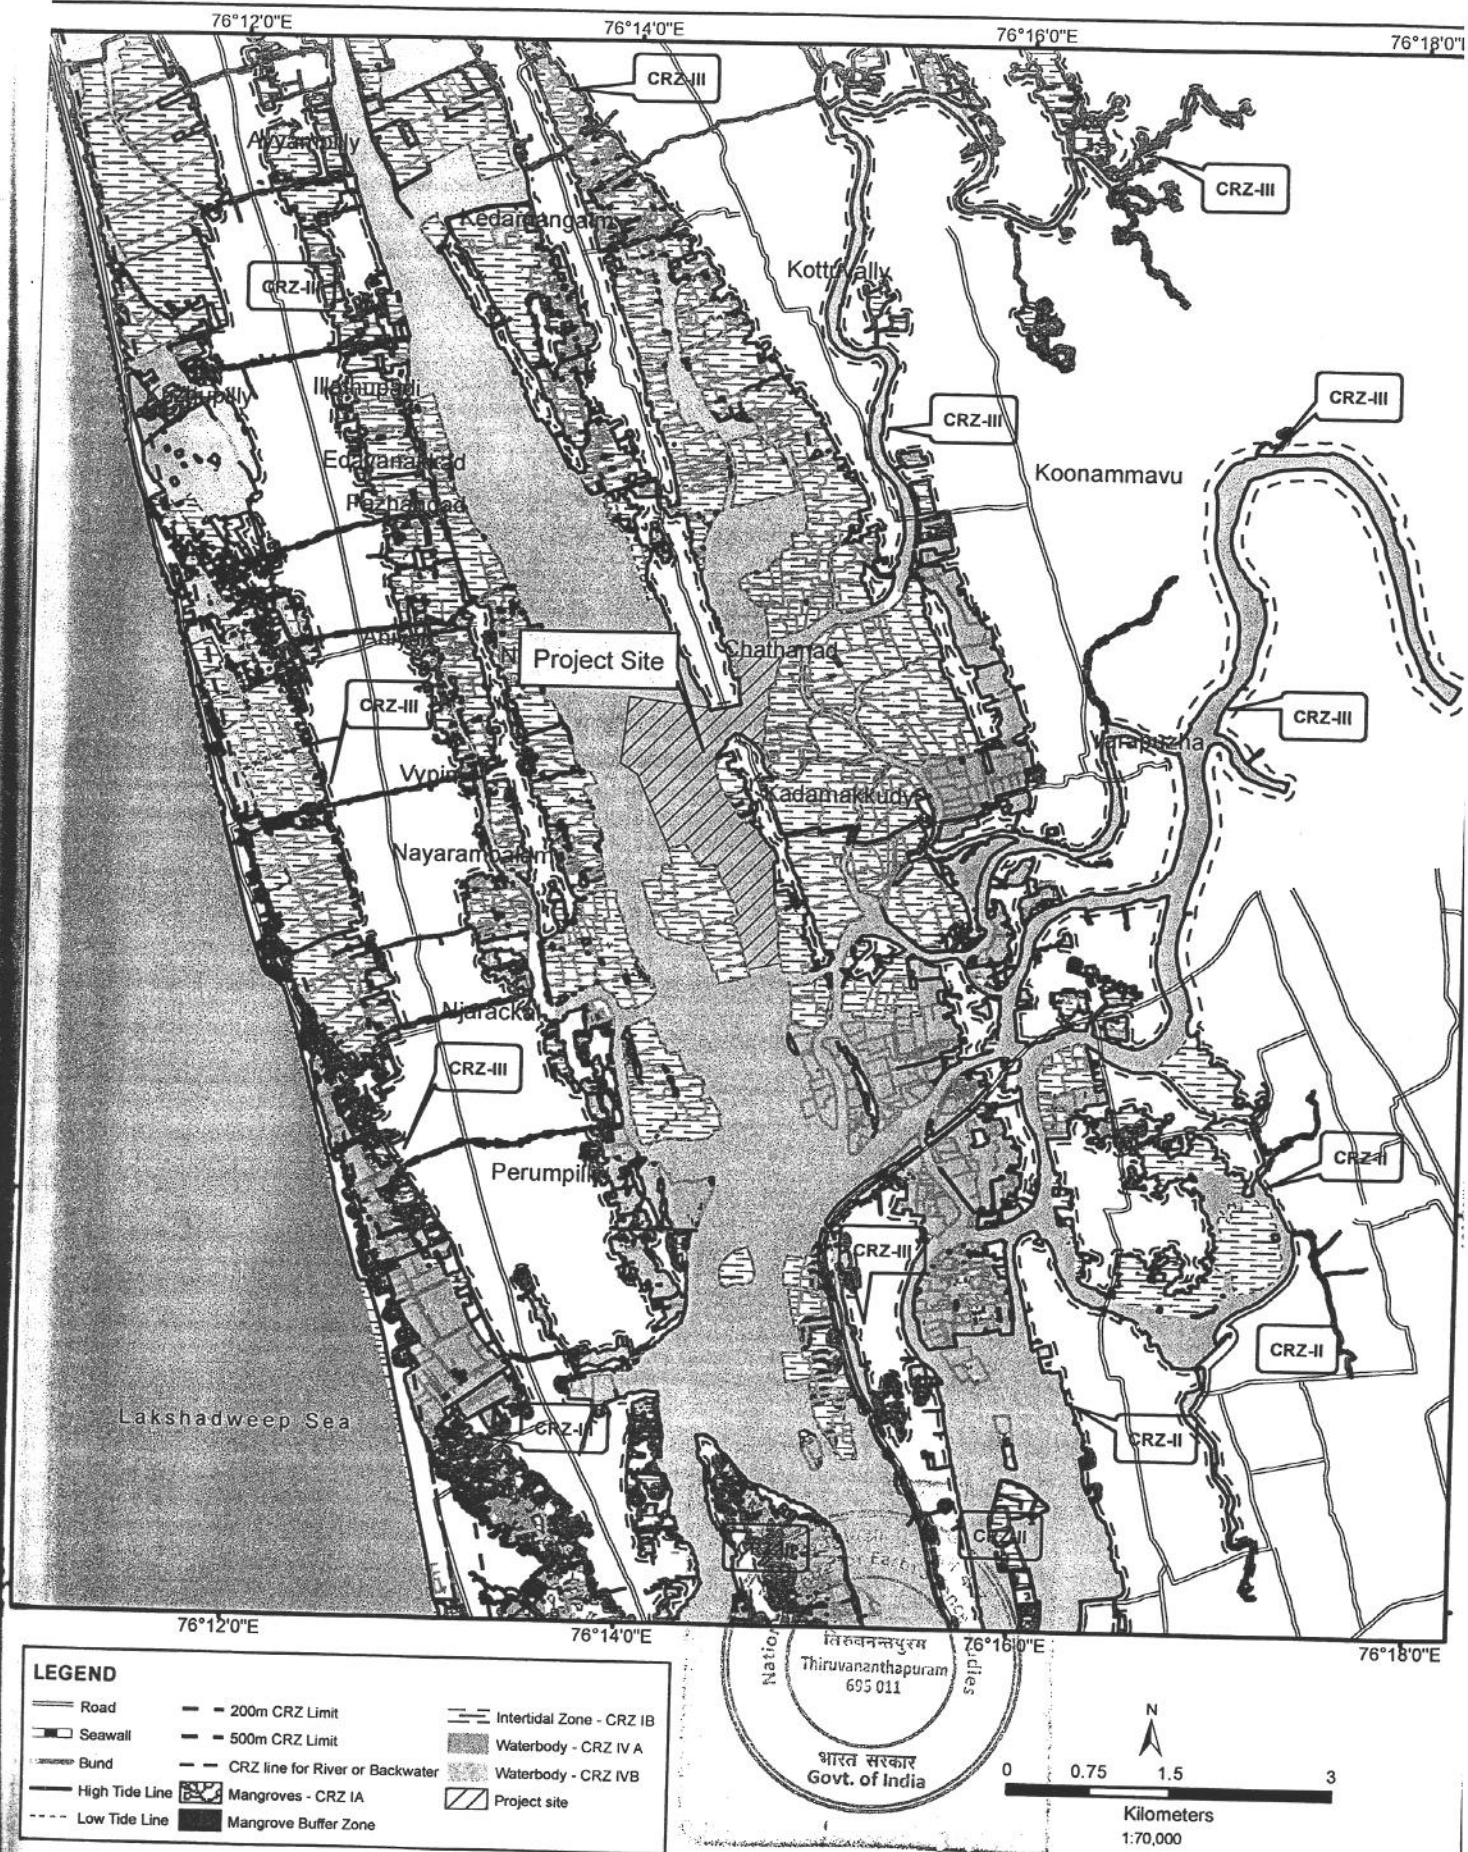 76°12'0"E
76°14'0"E
76°16'0"E
CRZ-III
CRZ-III
Ayyampilly
Kedamangalm
Kottuvally
CRZ-III
Illathupadi
Edavanakkad
Pazhangad
CRZ-III
CRZ-III
Koonammavu
Project Site
Chathanad
CRZ-III
CRZ-III
Varapuzha
Vypin
Kadamakkudy
Nayarambalam
Njarackal
CRZ-III
CRZ-II
Perumpilly
CRZ-III
CRZ-II
Lakshadweep Sea
CRZ-II
CRZ-II
76°12'0"E
76°14'0"E
76°16'0"E
76°18'0"E
LEGEND
Road
Seawall
Bund
High Tide Line
Low Tide Line
200m CRZ Limit
500m CRZ Limit
CRZ line for River or Backwater
Mangroves - CRZ IA
Mangrove Buffer Zone
Intertidal Zone - CRZ IB
Waterbody - CRZ IV A
Waterbody - CRZ IVB
Project site
तिरुवनन्तपुरम
Thiruvananthapuram
695 011
भारत सरकार
Govt. of India
N
0 0.75 1.5 3
Kilometers
1:70,000